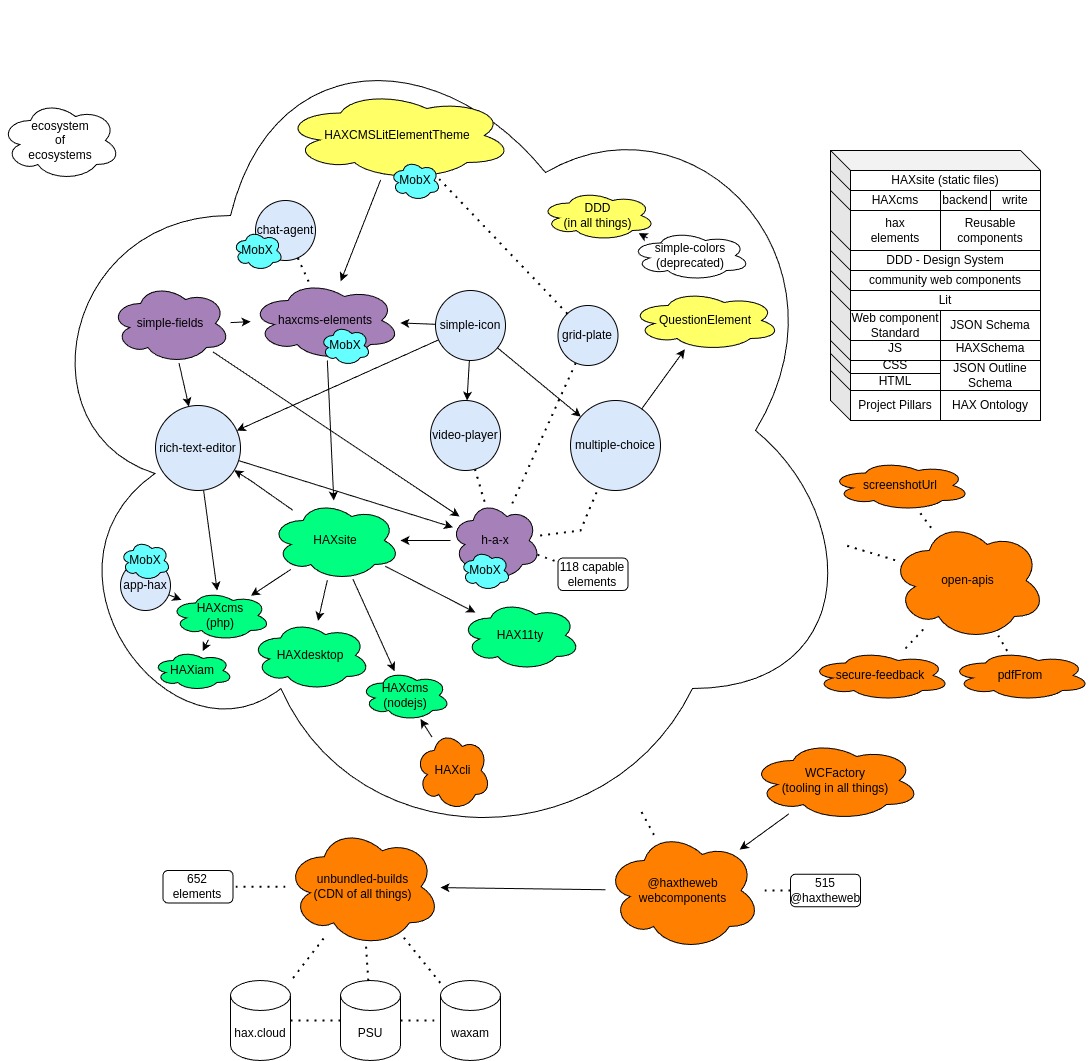 ecosystem
of
ecosystems
HAXCMSLitElementTheme
MobX
chat-agent
MobX
DDD
(in all things)
simple-colors
(deprecated)
simple-fields
haxcms-elements
MobX
simple-icon
grid-plate
QuestionElement
rich-text-editor
video-player
multiple-choice
HAXsite
h-a-x
MobX
118 capable
elements
MobX
app-hax
HAXcms
(php)
HAXiam
HAXdesktop
HAX11ty
HAXcms
(nodejs)
HAXcli
HAXsite (static files)
HAXcms
backend
write
hax
elements
Reusable
components
DDD - Design System
community web components
Lit
Web component
Standard
JSON Schema
JS
HAXSchema
CSS
HTML
JSON Outline
Schema
Project Pillars
HAX Ontology
screenshotUrl
open-apis
secure-feedback
pdfFrom
WCFactory
(tooling in all things)
652
elements
unbundled-builds
(CDN of all things)
@haxtheweb
webcomponents
515
@haxtheweb
hax.cloud
PSU
waxam